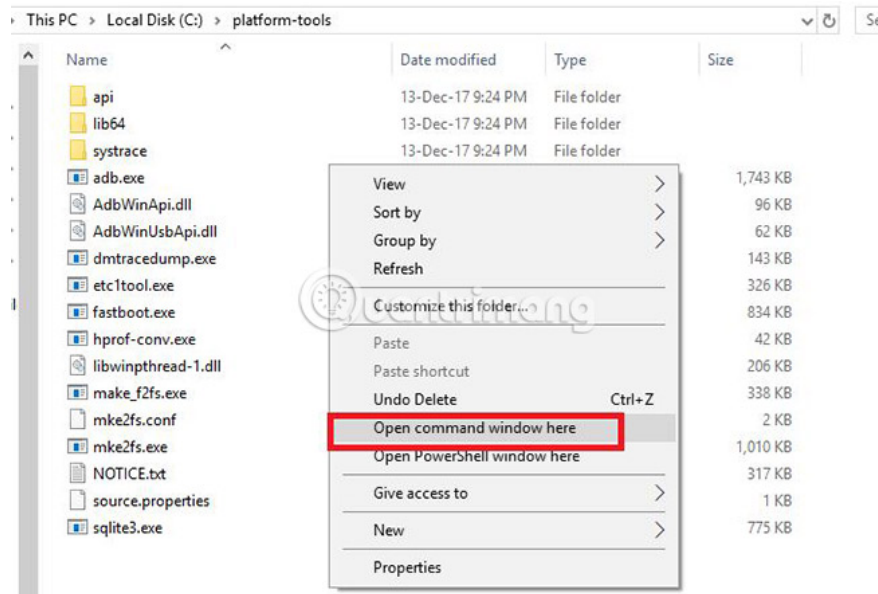 This PC > Local Disk (C:) > platform-tools
Name Date modified Type Size
api 13-Dec-17 9:24 PM File folder
lib64 13-Dec-17 9:24 PM File folder
systrace 13-Dec-17 9:24 PM File folder
adb.exe 1,743 KB
AdbWinApi.dll 96 KB
AdbWinUsbApi.dll 62 KB
dmtracedump.exe 143 KB
etc1tool.exe 326 KB
fastboot.exe 834 KB
hprof-conv.exe 42 KB
libwinpthread-1.dll 206 KB
make_f2fs.exe 338 KB
mke2fs.conf 2 KB
mke2fs.exe 1,010 KB
NOTICE.txt 317 KB
source.properties 1 KB
sqlite3.exe 775 KB
View
Sort by
Group by
Refresh
Customize this folder...
Paste
Paste shortcut
Undo Delete Ctrl+Z
Open command window here
Open PowerShell window here
Give access to
New
Properties
Quantrimang